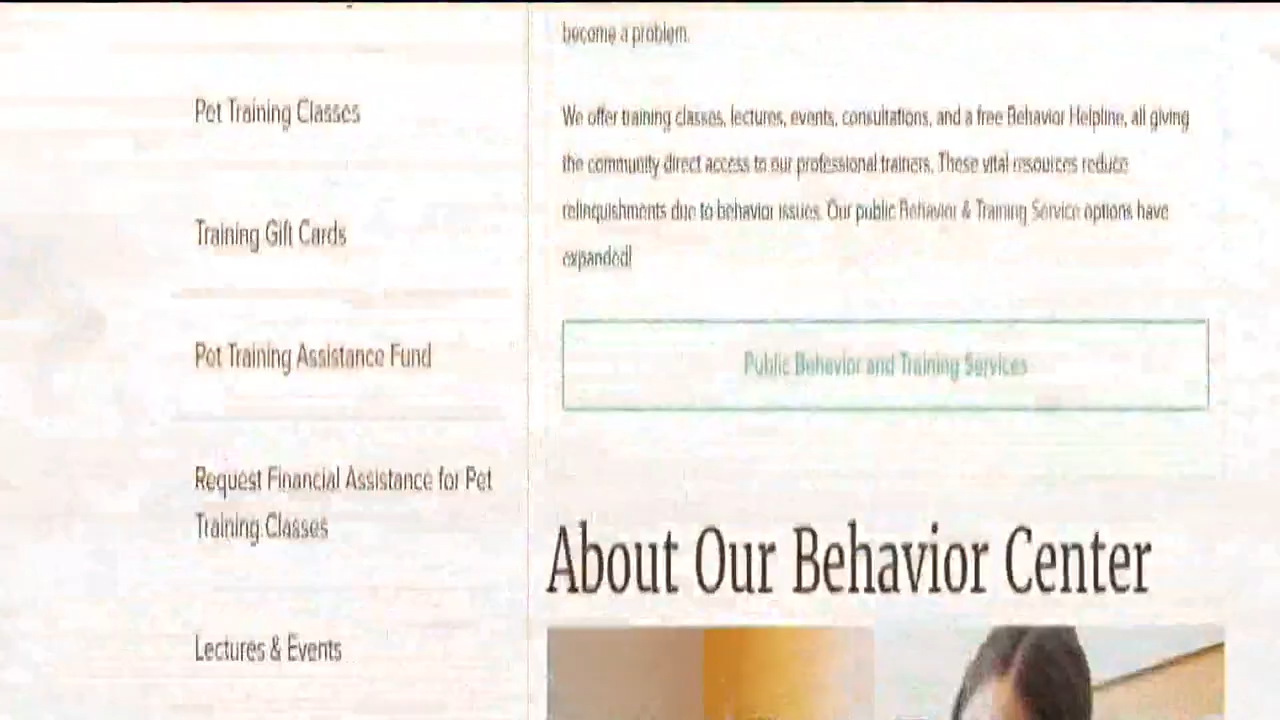 become a problem.
Pet Training Classes
We offer training classes, lectures, events, consultations, and a free Behavior Helpline, all giving
the community direct access to our professional trainers. These vital resources reduce
relinquishments due to behavior issues. Our public Behavior & Training Service options have
expanded!
Training Gift Cards
Pet Training Assistance Fund
Public Behavior and Training Services
Request Financial Assistance for Pet
Training Classes
About Our Behavior Center
Lectures & Events